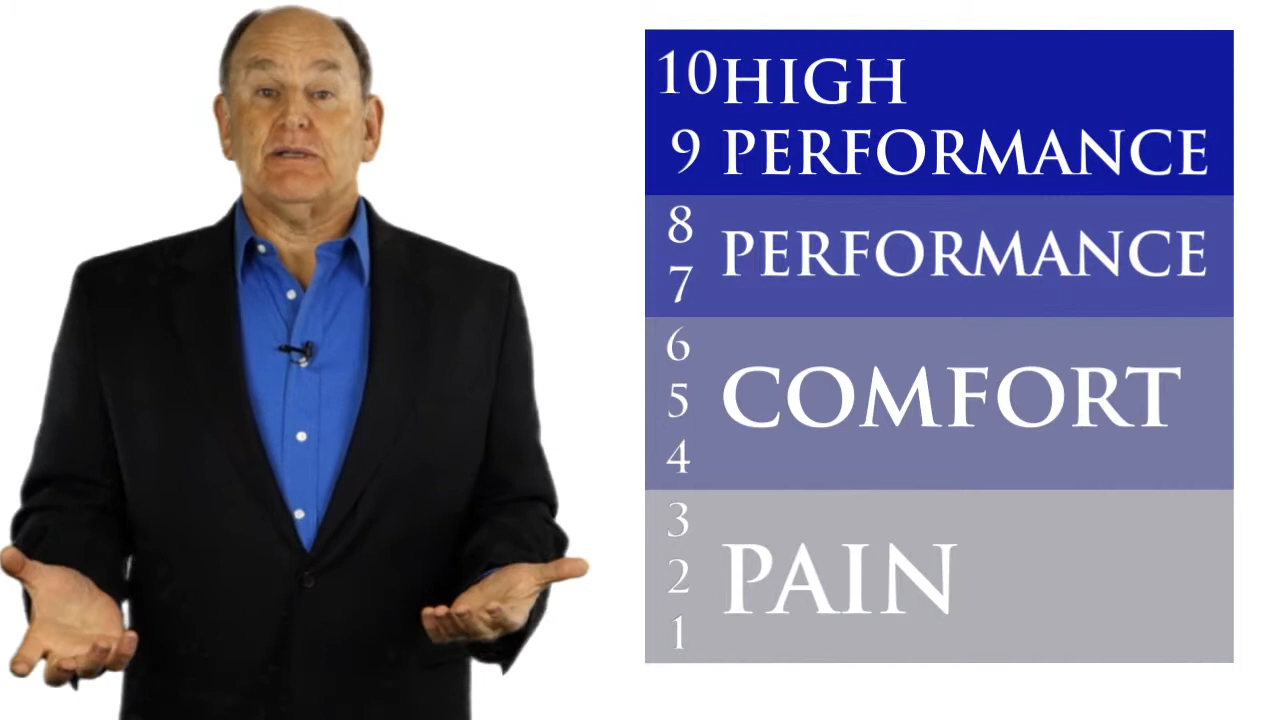 10 HIGH
9 PERFORMANCE
8
7 PERFORMANCE
6
5 COMFORT
4
3
2 PAIN
1